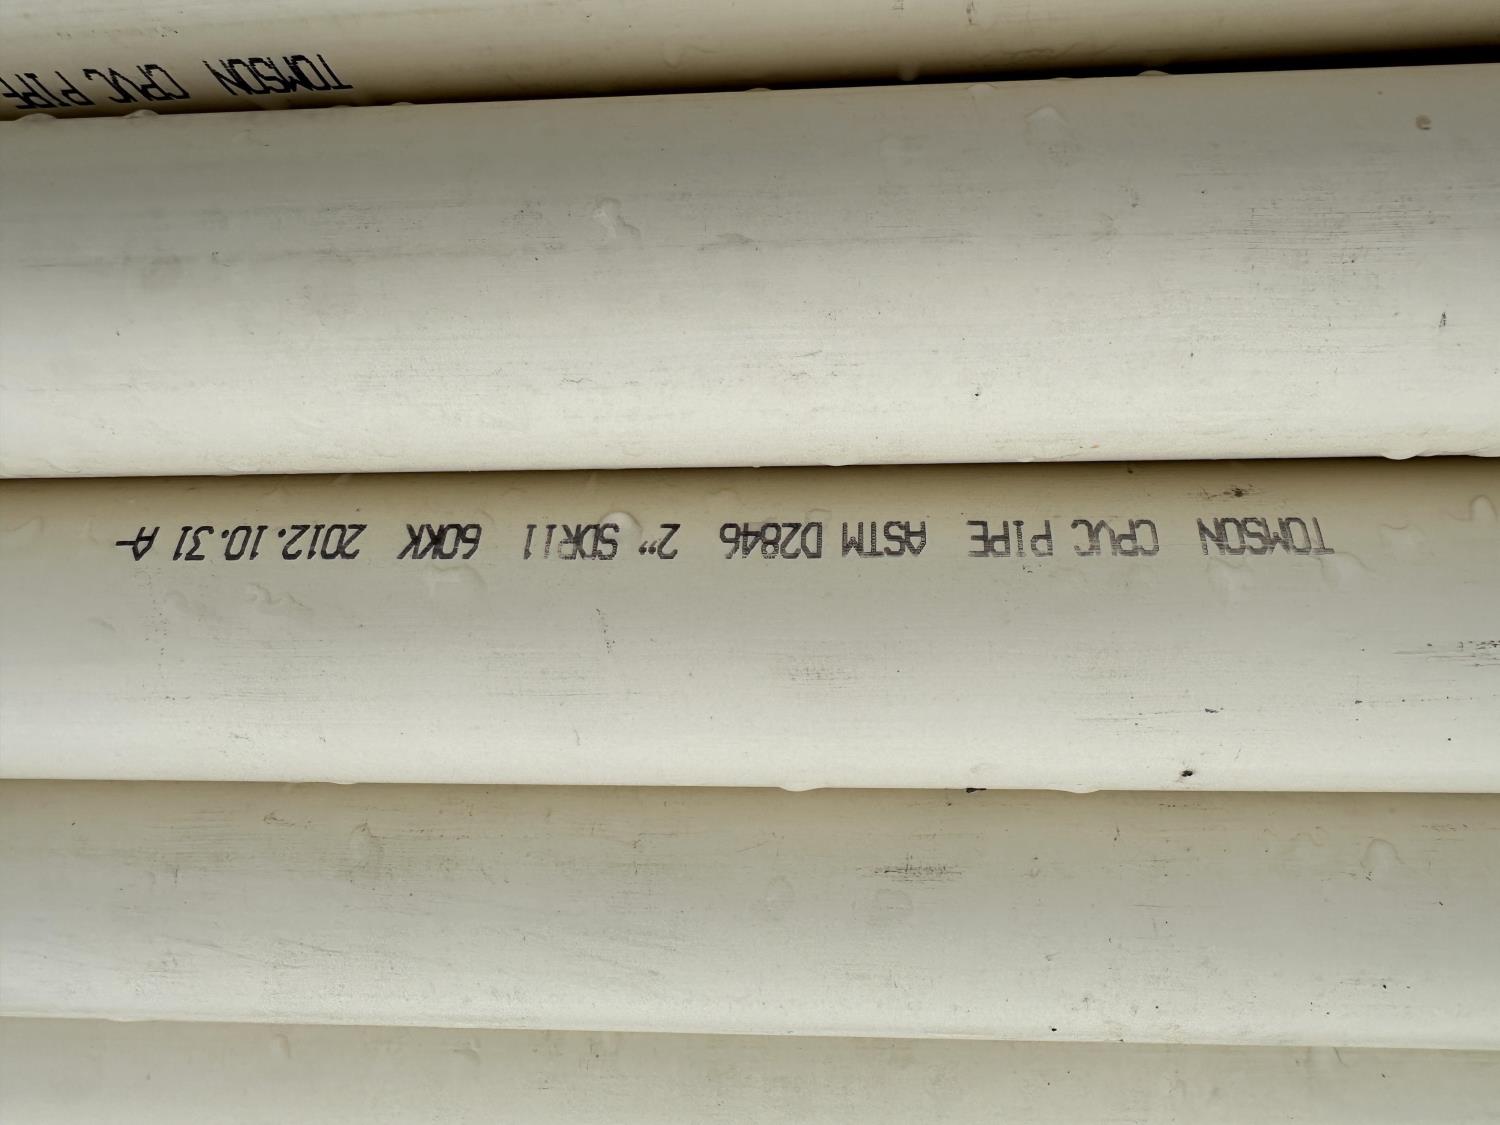 TOMSON CPVC PIPE
TOMSON CPVC PIPE ASTM D2846 2" SDR11 60KK 2012.10.31 A-